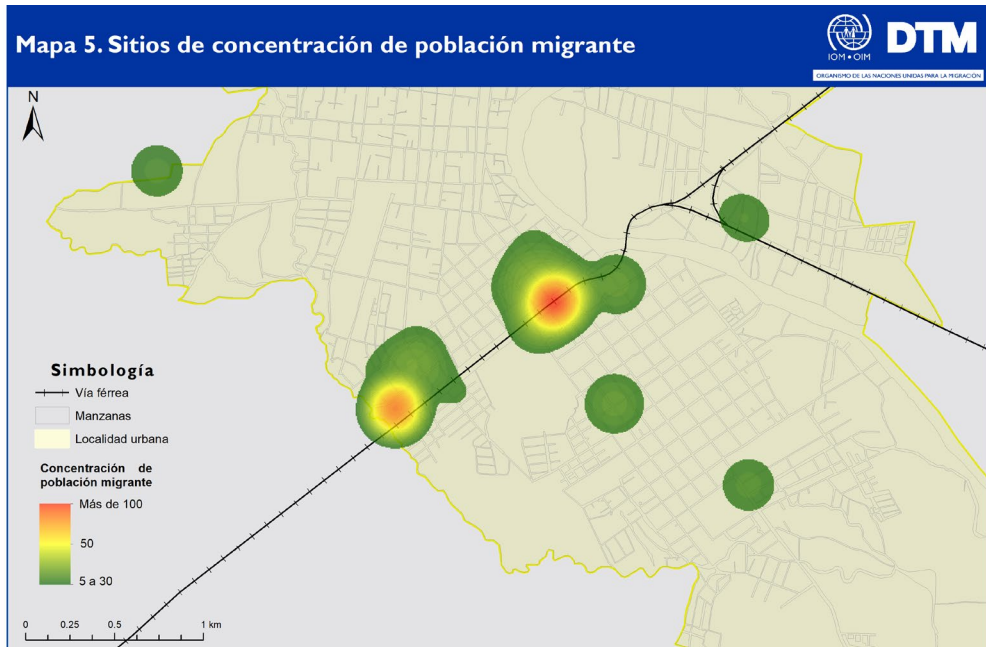 Mapa 5. Sitios de concentración de población migrante
IOM • OIM
DTM
ORGANISMO DE LAS NACIONES UNIDAS PARA LA MIGRACIÓN
N
Simbología
Vía férrea
Manzanas
Localidad urbana
Concentración de
población migrante
Más de 100
50
5 a 30
0 0.25 0.5 1 km